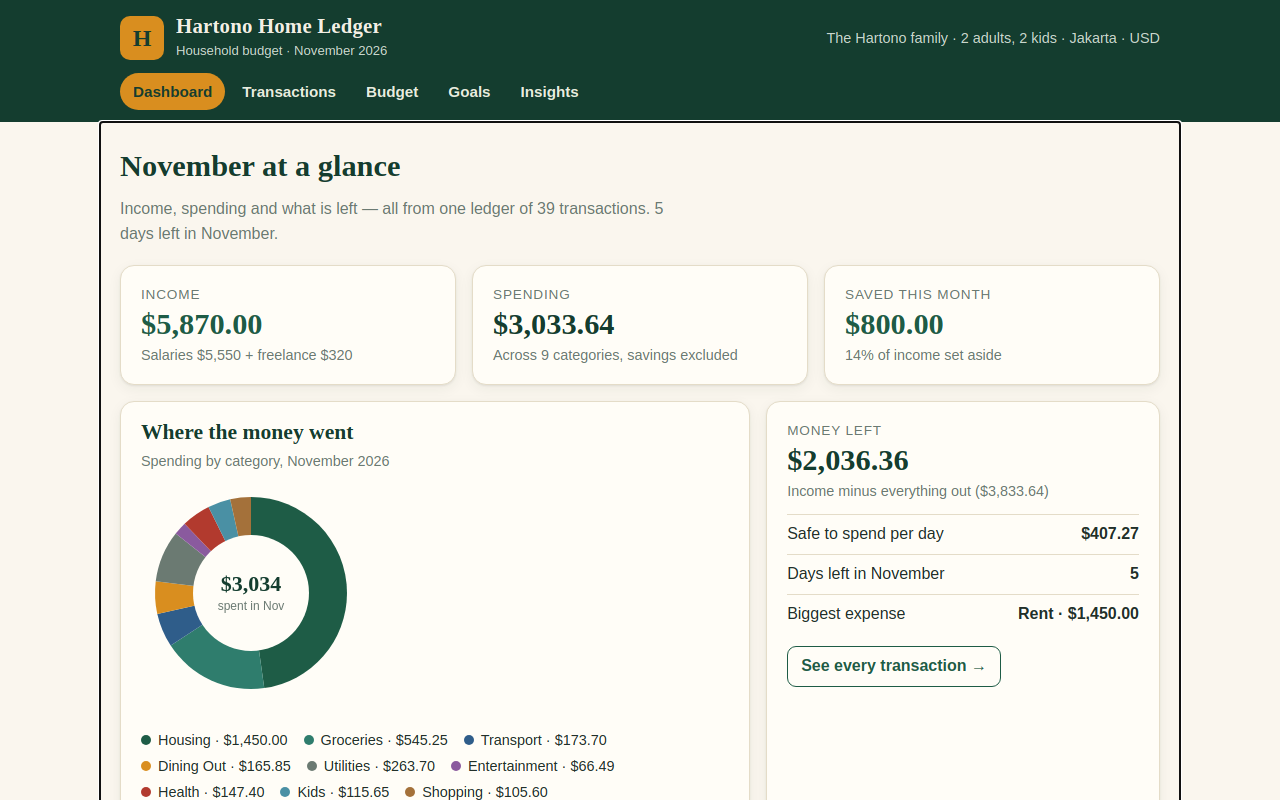 H
Hartono Home Ledger
Household budget · November 2026
The Hartono family · 2 adults, 2 kids · Jakarta · USD
Dashboard
Transactions
Budget
Goals
Insights
November at a glance
Income, spending and what is left — all from one ledger of 39 transactions. 5
days left in November.
INCOME
$5,870.00
Salaries $5,550 + freelance $320
SPENDING
$3,033.64
Across 9 categories, savings excluded
SAVED THIS MONTH
$800.00
14% of income set aside
Where the money went
Spending by category, November 2026
$3,034
spent in Nov
Housing · $1,450.00
Groceries · $545.25
Transport · $173.70
Dining Out · $165.85
Utilities · $263.70
Entertainment · $66.49
Health · $147.40
Kids · $115.65
Shopping · $105.60
MONEY LEFT
$2,036.36
Income minus everything out ($3,833.64)
Safe to spend per day $407.27
Days left in November 5
Biggest expense Rent · $1,450.00
See every transaction →